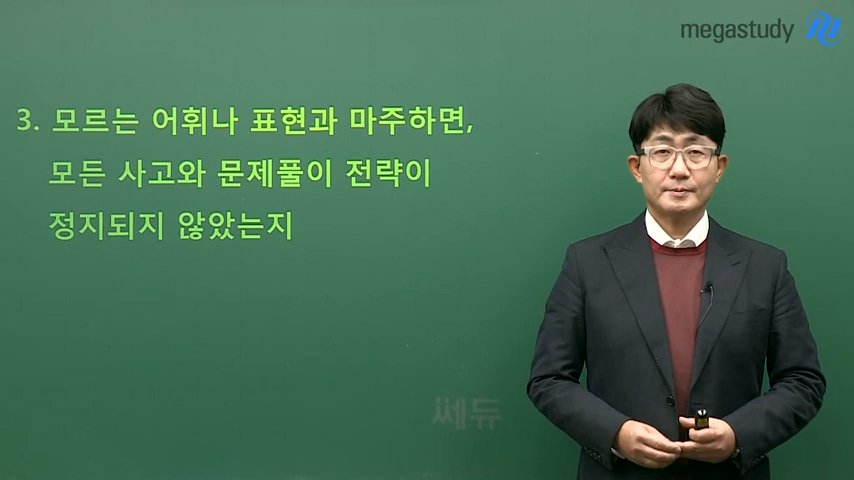 megastudy
3. 모르는 어휘나 표현과 마주하면,
모든 사고와 문제풀이 전략이
정지되지 않았는지
쎄듀